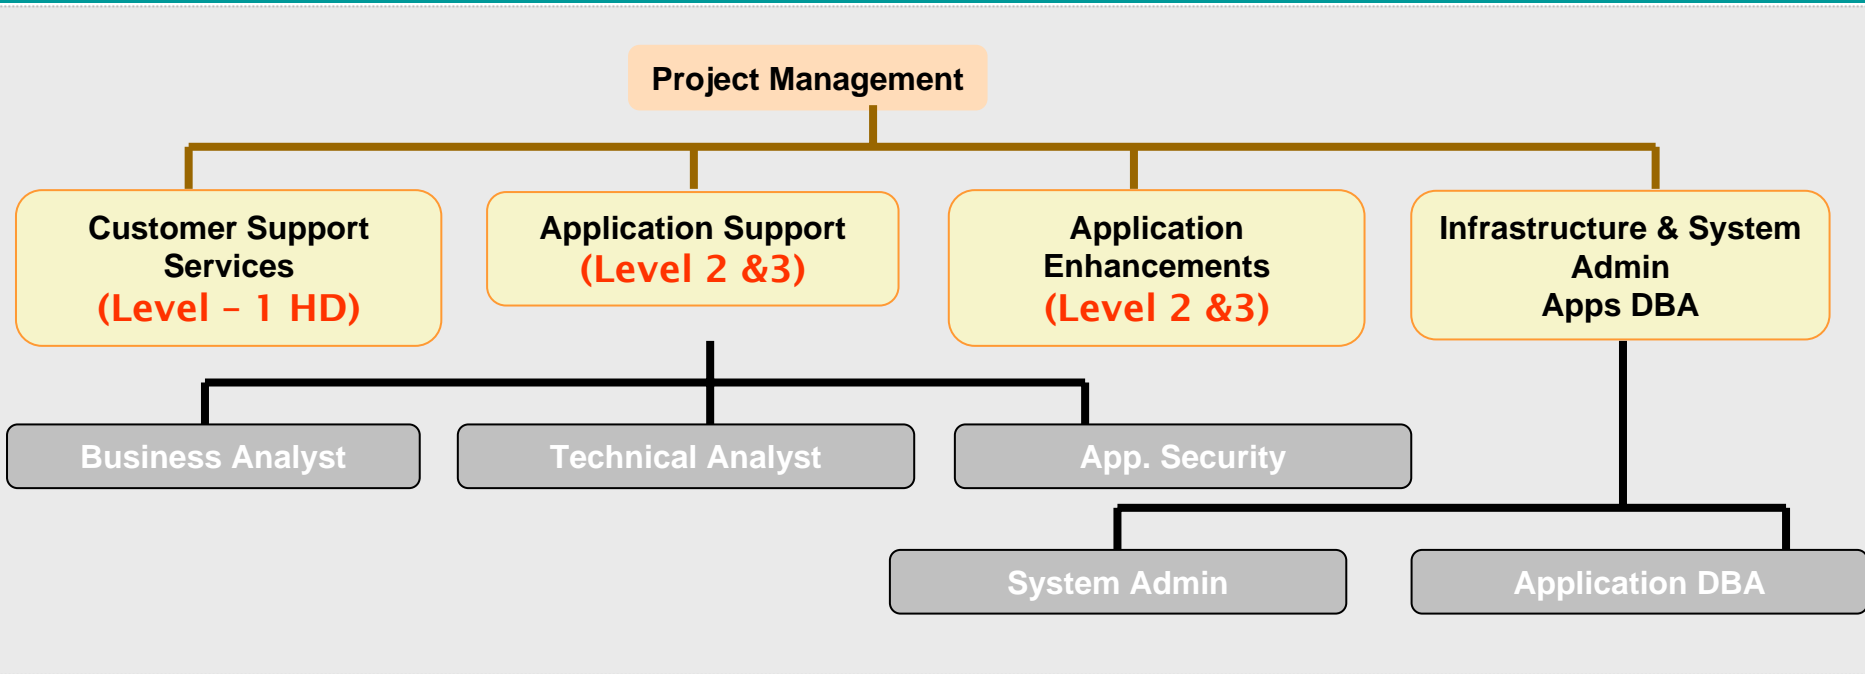 Project Management
Customer Support
Services
(Level – 1 HD)
Application Support
(Level 2 &3)
Application
Enhancements
(Level 2 &3)
Infrastructure & System
Admin
Apps DBA
Business Analyst
Technical Analyst
App. Security
System Admin
Application DBA